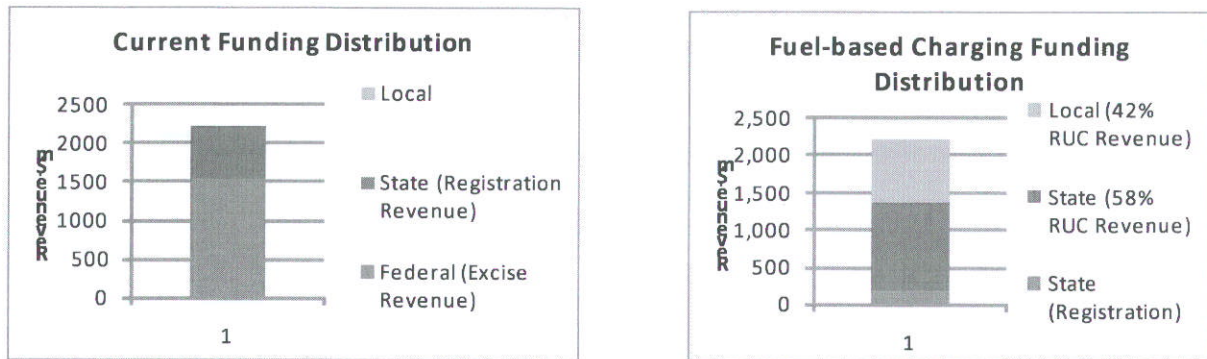 Current Funding Distribution
2500
2000
1500
1000
500
0
Revenue $m
1
Local
State (Registration
Revenue)
Federal (Excise
Revenue)
Fuel-based Charging Funding
Distribution
2,500
2,000
1,500
1,000
500
0
Revenue $m
1
Local (42%
RUC Revenue)
State (58%
RUC Revenue)
State
(Registration)